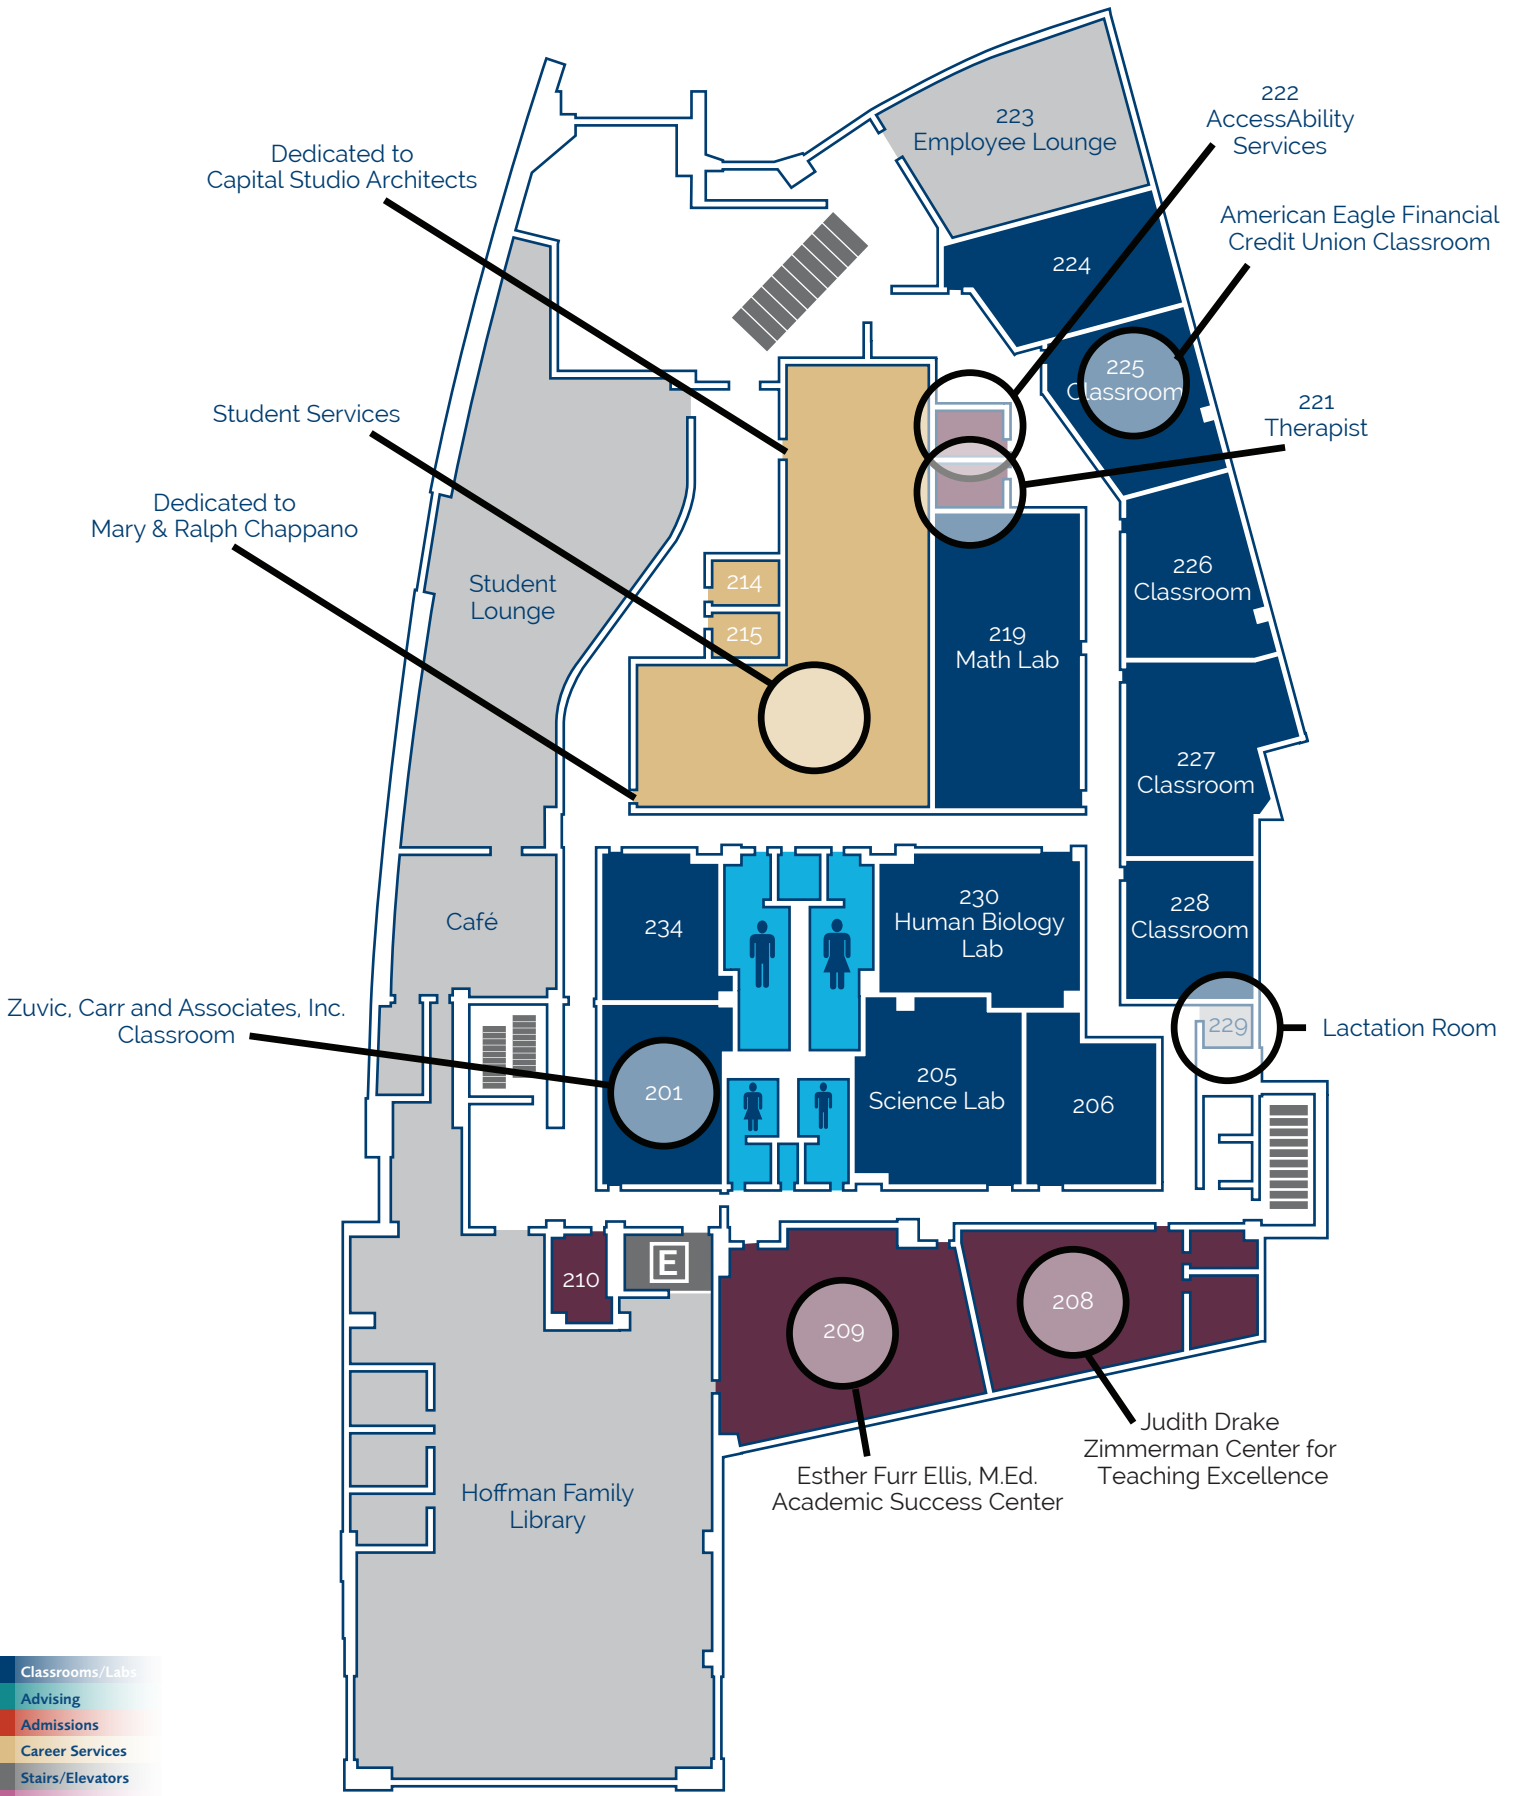 222
AccessAbility
Services
223
Employee Lounge
Dedicated to
Capital Studio Architects
American Eagle Financial
Credit Union Classroom
224
225
Classroom
221
Therapist
Student Services
Dedicated to
Mary & Ralph Chappano
Student
Lounge
214
215
226
Classroom
219
Math Lab
227
Classroom
228
Classroom
230
Human Biology
Lab
234
Café
Zuvic, Carr and Associates, Inc.
Classroom
229
Lactation Room
201
205
Science Lab
206
210
E
209
208
Judith Drake
Zimmerman Center for
Teaching Excellence
Esther Furr Ellis, M.Ed.
Academic Success Center
Hoffman Family
Library
Classrooms/Labs
Advising
Admissions
Career Services
Stairs/Elevators